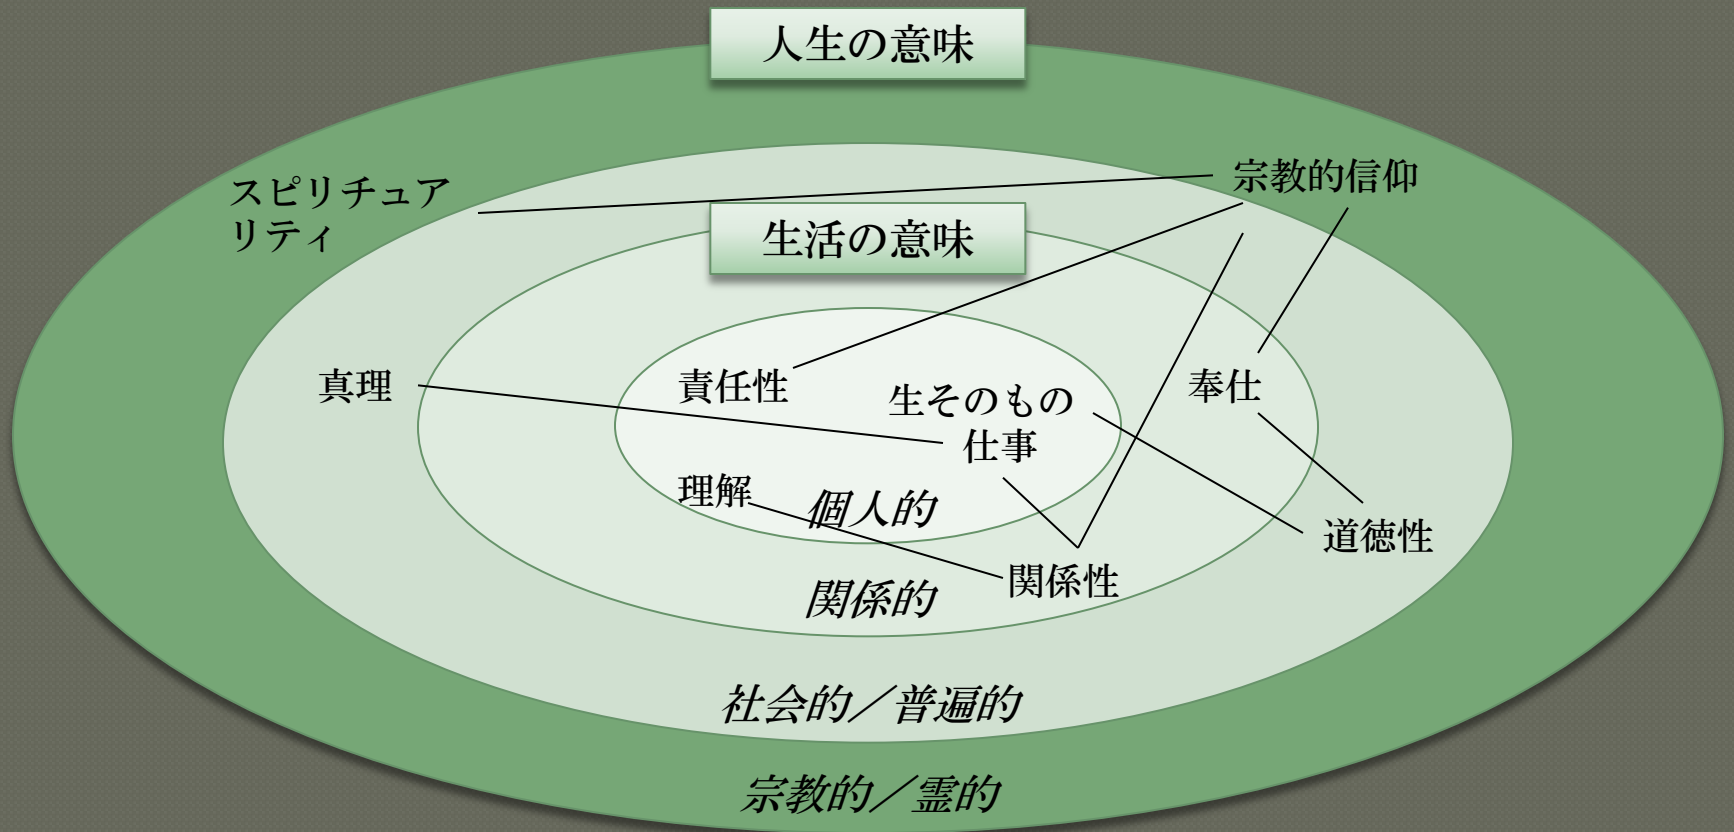 人生の意味
宗教的信仰
スピリチュア
リティ
生活の意味
真理
責任性
生そのもの
仕事
奉仕
理解
個人的
道徳性
関係性
関係的
社会的／普遍的
宗教的／霊的